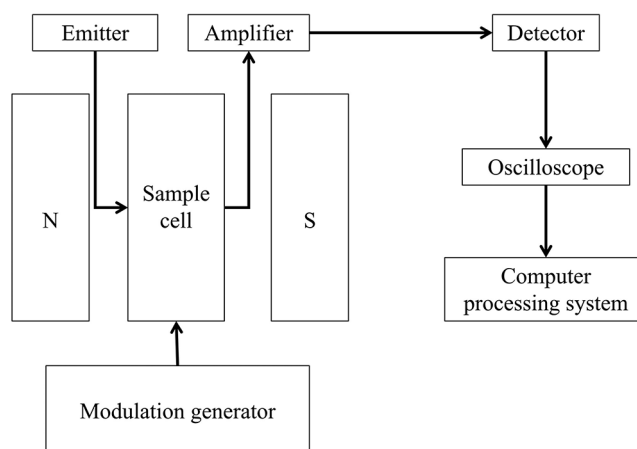 Emitter
Amplifier
Detector
N
Sample
cell
S
Oscilloscope
Computer
processing system
Modulation generator